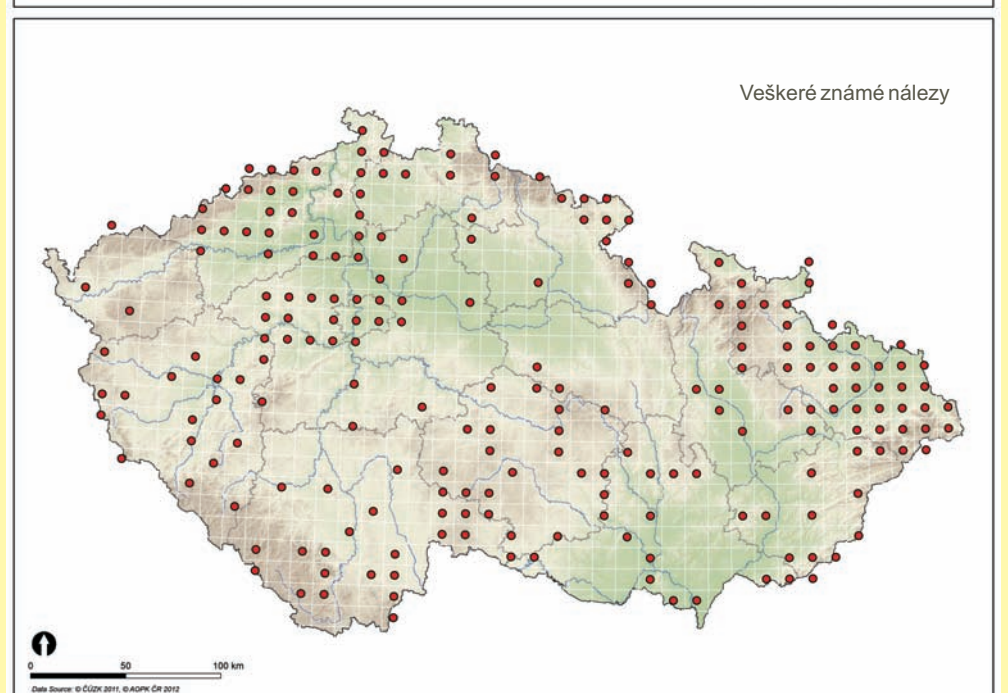 Veškeré známé nálezy
0 50 100 km
Data Source: © ČÚZK 2011, © AOPK ČR 2012